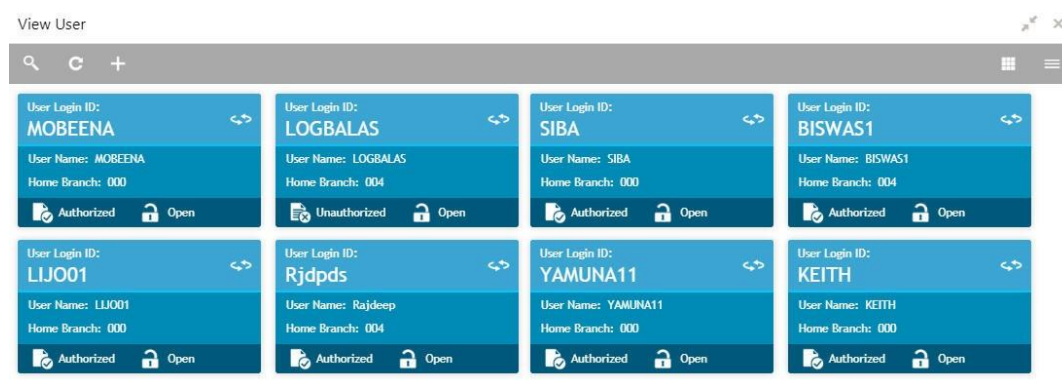 View User
User Login ID:
MOBEENA
User Name: MOBEENA
Home Branch: 000
Authorized Open
User Login ID:
LOGBALAS
User Name: LOGBALAS
Home Branch: 004
Unauthorized Open
User Login ID:
SIBA
User Name: SIBA
Home Branch: 000
Authorized Open
User Login ID:
BISWAS1
User Name: BISWAS1
Home Branch: 004
Authorized Open
User Login ID:
LIJO01
User Name: LIJO01
Home Branch: 000
Authorized Open
User Login ID:
Rjdpds
User Name: Rajdeep
Home Branch: 004
Authorized Open
User Login ID:
YAMUNA11
User Name: YAMUNA11
Home Branch: 000
Authorized Open
User Login ID:
KEITH
User Name: KEITH
Home Branch: 000
Authorized Open